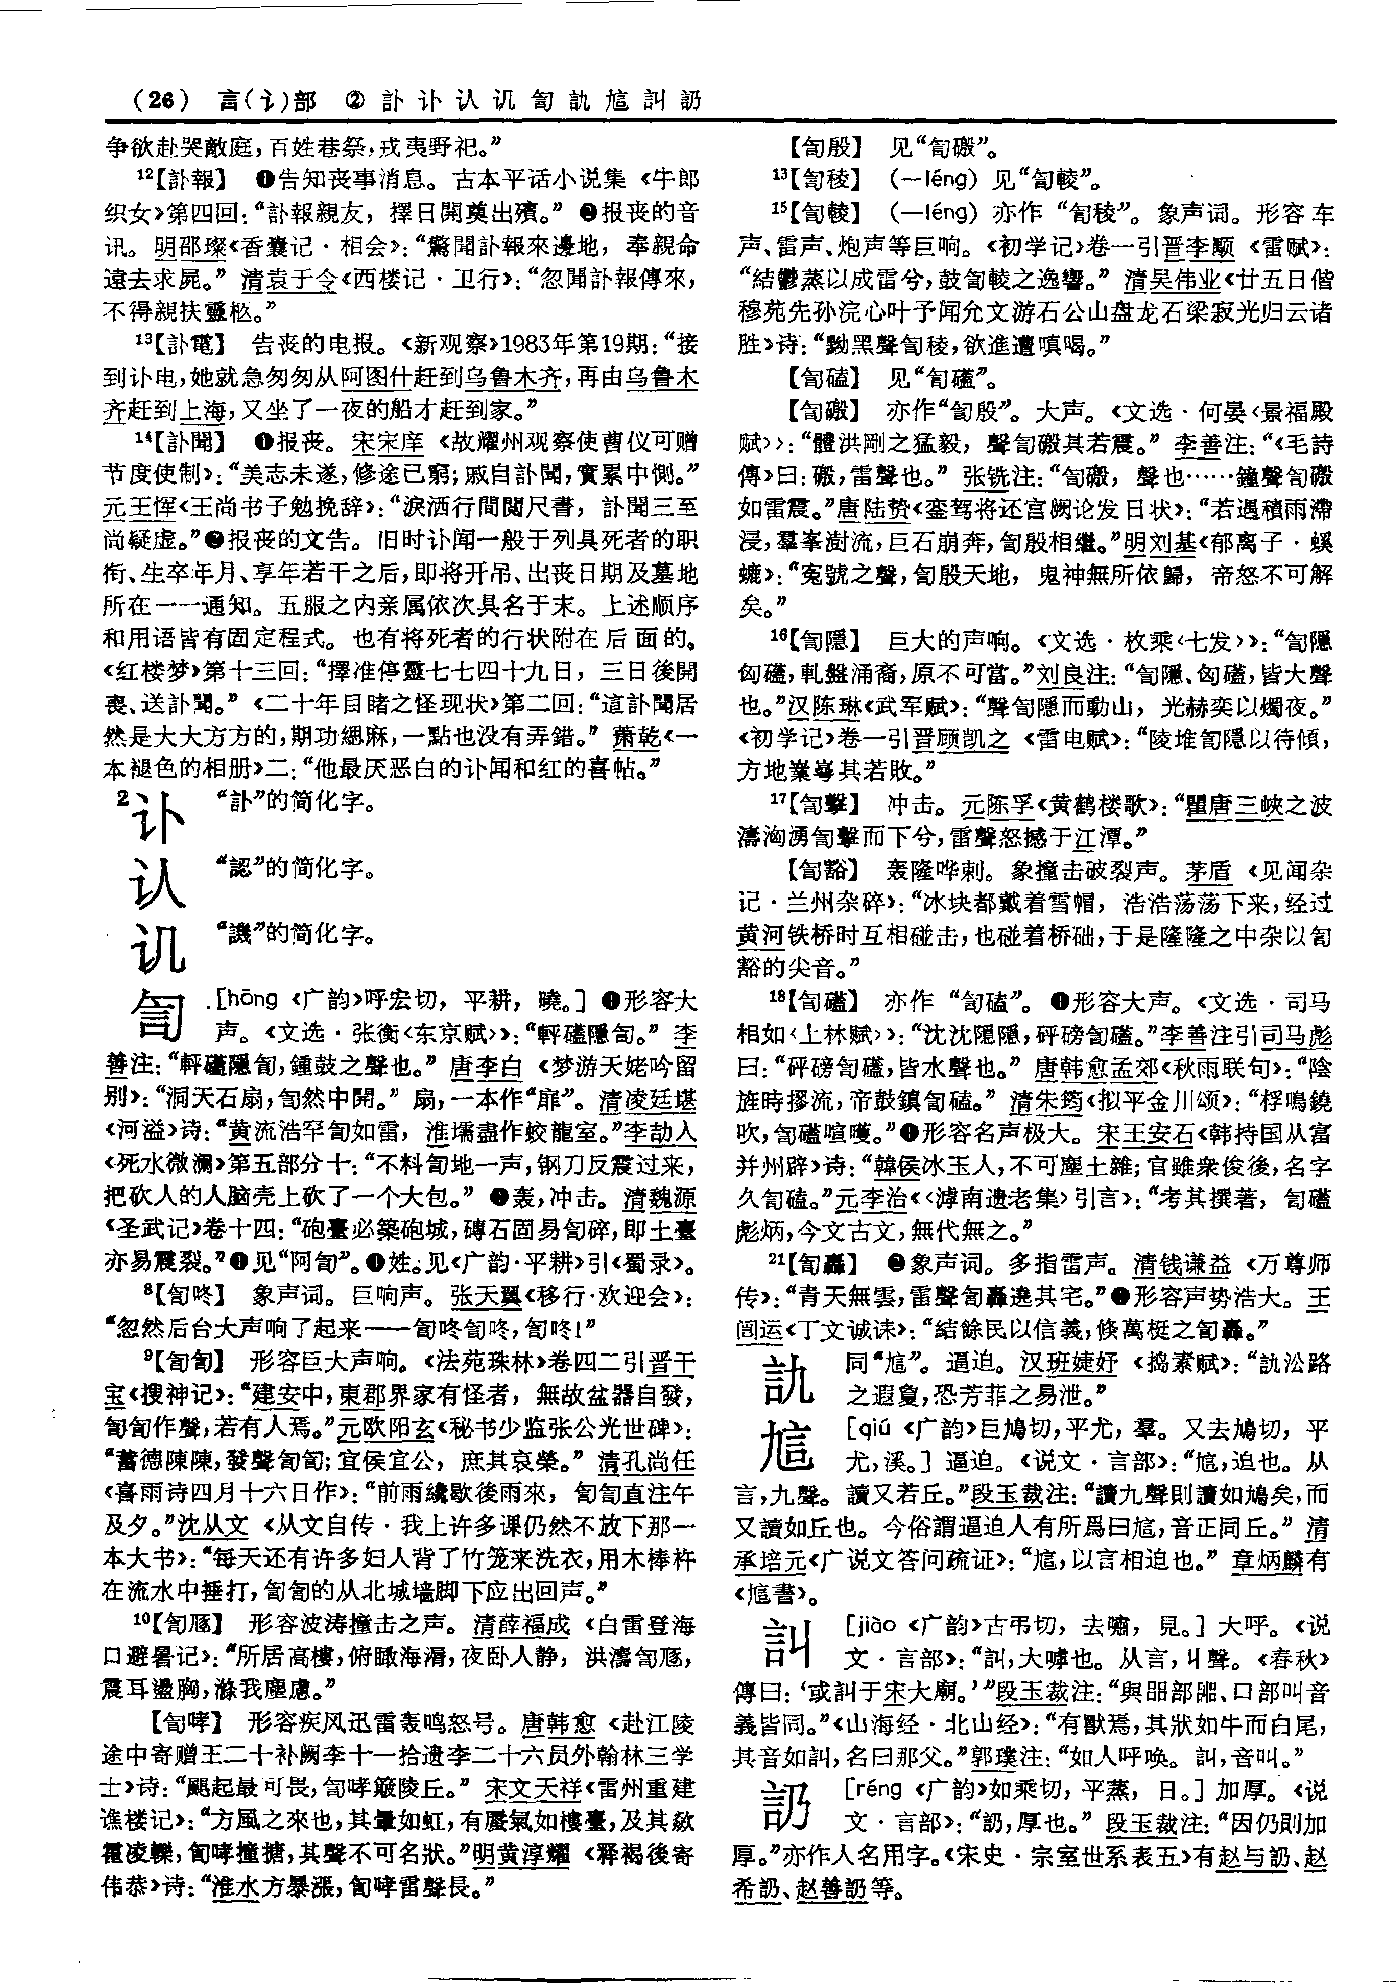 (26) 言(讠)部 ② 訃 讣 认 讥 訇 訅 訄 訆 訒
争欲赴哭敵庭，百姓巷祭，戎夷野祀。”
12【訃報】 ❶告知丧事消息。古本平话小说集《牛郎
织女》第四回：“訃報親友，擇日開奠出殯。” ❷报丧的音
讯。明邵璨《香囊记·相会》：“驚聞訃報來邊地，奉親命
遠去求屍。” 清袁于令《西楼记·卫行》：“忽聞訃報傳來，
不得親扶靈柩。”
13【訃電】 告丧的电报。《新观察》1983年第19期：“接
到讣电，她就急匆匆从阿图什赶到乌鲁木齐，再由乌鲁木
齐赶到上海，又坐了一夜的船才赶到家。”
14【訃聞】 ❶报丧。宋宋庠《故耀州观察使曹仪可赠
节度使制》：“美志未遂，修途已窮；戚自訃聞，實累中惻。”
元王恽《王尚书子勉挽辞》：“淚洒行間閲尺書，訃聞三至
尚疑虚。”❷报丧的文告。旧时讣闻一般于列具死者的职
衔、生卒年月、享年若干之后，即将开吊、出丧日期及墓地
所在一一通知。五服之内亲属依次具名于末。上述顺序
和用语皆有固定程式。也有将死者的行状附在后面的。
《红楼梦》第十三回：“擇准停靈七七四十九日，三日後開
喪、送訃聞。”《二十年目睹之怪现状》第二回：“這訃聞居
然是大大方方的，期功緦麻，一點也没有弄錯。” 萧乾《一
本褪色的相册》二：“他最厌恶白的讣闻和红的喜帖。”
2讣 “訃”的简化字。
认 “認”的简化字。
讥 “譏”的简化字。
訇 [hōng《广韵》呼宏切，平耕，曉。] ❶形容大
声。《文选·张衡〈东京赋〉》：“軯礚隱訇。” 李
善注：“軯礚隱訇，鍾鼓之聲也。” 唐李白《梦游天姥吟留
别》：“洞天石扇，訇然中開。” 扇，一本作“扉”。清凌廷堪
《河溢》诗：“黄流浩罕訇如雷，淮壖盡作蛟龍室。”李劼人
《死水微澜》第五部分十：“不料訇地一声，钢刀反震过来，
把砍人的人脑壳上砍了一个大包。” ❷轰，冲击。清魏源
《圣武记》卷十四：“砲臺必築砲城，磚石固易訇碎，即土臺
亦易震裂。”❸见“阿訇”。❹姓。见《广韵·平耕》引《蜀录》。
8【訇咚】 象声词。巨响声。张天翼《移行·欢迎会》：
“忽然后台大声响了起来——訇咚訇咚，訇咚！”
9【訇訇】 形容巨大声响。《法苑珠林》卷四二引晋干
宝《搜神记》：“建安中，東郡界家有怪者，無故盆器自發，
訇訇作聲，若有人焉。”元欧阳玄《秘书少监张公光世碑》：
“蓄德陳陳，發聲訇訇；宜侯宜公，庶其哀榮。” 清孔尚任
《喜雨诗四月十六日作》：“前雨纔歇後雨來，訇訇直注午
及夕。”沈从文《从文自传·我上许多课仍然不放下那一
本大书》：“每天还有许多妇人背了竹笼来洗衣，用木棒杵
在流水中捶打，訇訇的从北城墙脚下应出回声。”
10【訇豗】 形容波涛撞击之声。清薛福成《白雷登海
口避暑记》：“所居高樓，俯瞰海湑，夜卧人静，洪濤訇豗，
震耳盪胸，滌我塵慮。”
【訇哮】 形容疾风迅雷轰鸣怒号。唐韩愈《赴江陵
途中寄赠王二十补阙李十一拾遗李二十六员外翰林三学
士》诗：“颶起最可畏，訇哮簸陵丘。” 宋文天祥《雷州重建
谯楼记》：“方風之來也，其暈如虹，有蜃氣如樓臺，及其歘
霍凌轢，訇哮撞搪，其聲不可名狀。”明黄淳耀《释褐後寄
伟恭》诗：“淮水方暴漲，訇哮雷聲長。”
【訇殷】 见“訇磤”。
13【訇稜】 (一léng) 见“訇輘”。
15【訇輘】 (一léng) 亦作“訇稜”。象声词。形容车
声、雷声、炮声等巨响。《初学记》卷一引晋李颙《雷赋》：
“結鬱蒸以成雷兮，鼓訇輘之逸響。” 清吴伟业《廿五日偕
穆苑先孙浣心叶予闻允文游石公山盘龙石梁寂光归云诸
胜》诗：“黝黑聲訇稜，欲進遭嗔喝。”
【訇磕】 见“訇礚”。
【訇磤】 亦作“訇殷”。大声。《文选·何晏〈景福殿
赋〉》：“體洪剛之猛毅，聲訇磤其若震。” 李善注：“《毛詩
傳》曰：磤，雷聲也。” 张铣注：“訇磤，聲也……鐘聲訇磤
如雷震。”唐陆贽《銮驾将还宫阙论发日状》：“若遇積雨滯
浸，羣峯澍流，巨石崩奔，訇殷相繼。”明刘基《郁离子·螇
螰》：“寃號之聲，訇殷天地，鬼神無所依歸，帝怒不可解
矣。”
16【訇隱】 巨大的声响。《文选·枚乘〈七发〉》：“訇隱
匈礚，軋盤涌裔，原不可當。”刘良注：“訇隱、匈礚，皆大聲
也。”汉陈琳《武军赋》：“聲訇隱而動山，光赫奕以燭夜。”
《初学记》卷一引晋顾凯之《雷电赋》：“陵堆訇隱以待傾，
方地業㠋其若敗。”
17【訇擊】 冲击。元陈孚《黄鹤楼歌》：“瞿唐三峡之波
濤洶湧訇擊而下兮，雷聲怒撼于江潭。”
【訇豁】 轰隆哗剌。象撞击破裂声。茅盾《见闻杂
记·兰州杂碎》：“冰块都戴着雪帽，浩浩荡荡下来，经过
黄河铁桥时互相碰击，也碰着桥础，于是隆隆之中杂以訇
豁的尖音。”
18【訇礚】 亦作“訇磕”。❶形容大声。《文选·司马
相如〈上林赋〉》：“沈沈隱隱，砰磅訇礚。”李善注引司马彪
曰：“砰磅訇礚，皆水聲也。” 唐韩愈孟郊《秋雨联句》：“陰
旌時摎流，帝鼓鎮訇磕。” 清朱筠《拟平金川颂》：“桴鳴鐃
吹，訇礚喧嚄。”❷形容名声极大。宋王安石《韩持国从富
并州辟》诗：“韓侯冰玉人，不可塵土雜；官雖衆俊後，名字
久訇磕。”元李治《〈滹南遗老集〉引言》：“考其撰著，訇礚
彪炳，今文古文，無代無之。”
21【訇轟】 ❶象声词。多指雷声。清钱谦益《万尊师
传》：“青天無雲，雷聲訇轟遶其宅。”❷形容声势浩大。王
闿运《丁文诚诔》：“結餘民以信義，倏萬梃之訇轟。”
訅 同“訄”。逼迫。汉班婕妤《捣素赋》：“訅沿路
之遐敻，恐芳菲之易泄。”
訄 [qiú《广韵》巨鳩切，平尤，羣。又去鳩切，平
尤，溪。] 逼迫。《说文·言部》：“訄，迫也。从
言，九聲。讀又若丘。”段玉裁注：“讀九聲則讀如鳩矣，而
又讀如丘也。今俗謂逼迫人有所爲曰訄，音正同丘。” 清
承培元《广说文答问疏证》：“訄，以言相迫也。” 章炳麟有
《訄書》。
訆 [jiào《广韵》古弔切，去嘯，見。] 大呼。《说
文·言部》：“訆，大嘑也。从言，丩聲。《春秋》
傳曰：‘或訆于宋大廟。’”段玉裁注：“與㗊部嘂、口部叫音
義皆同。”《山海经·北山经》：“有獸焉，其狀如牛而白尾，
其音如訆，名曰那父。”郭璞注：“如人呼唤。訆，音叫。”
訒 [réng《广韵》如乘切，平蒸，日。] 加厚。《说
文·言部》：“訒，厚也。” 段玉裁注：“因仍則加
厚。”亦作人名用字。《宋史·宗室世系表五》有赵与訒、赵
希訒、赵善訒等。